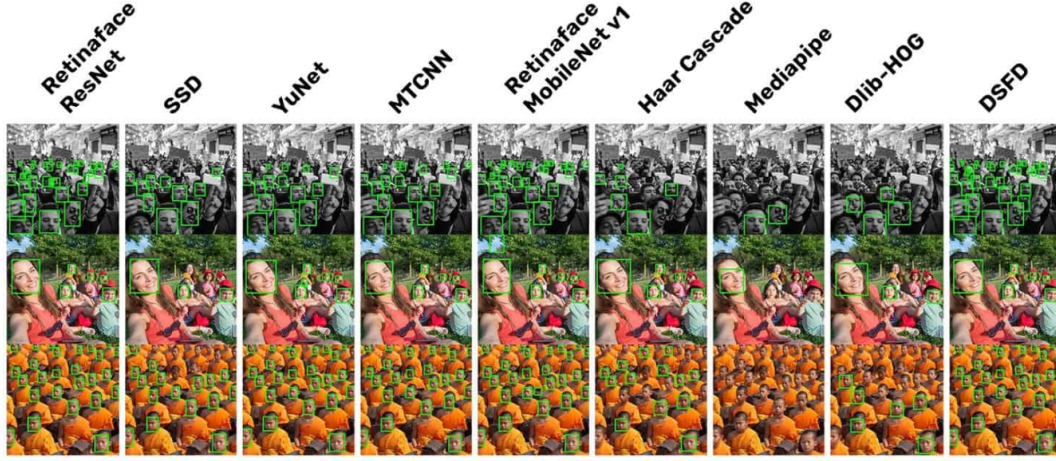 Retinaface
ResNet
SSD
YuNet
MTCNN
Retinaface
MobileNet v1
Haar Cascade
Mediapipe
Dlib-HOG
DSFD